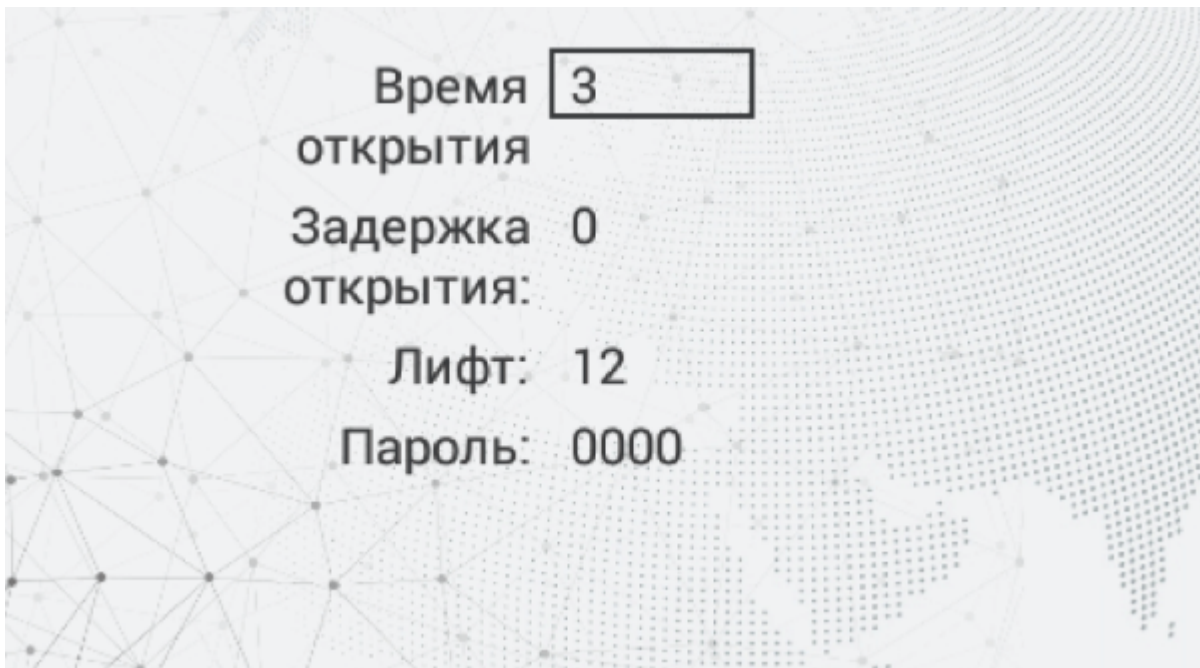 Время 3
открытия
Задержка 0
открытия:
Лифт: 12
Пароль: 0000